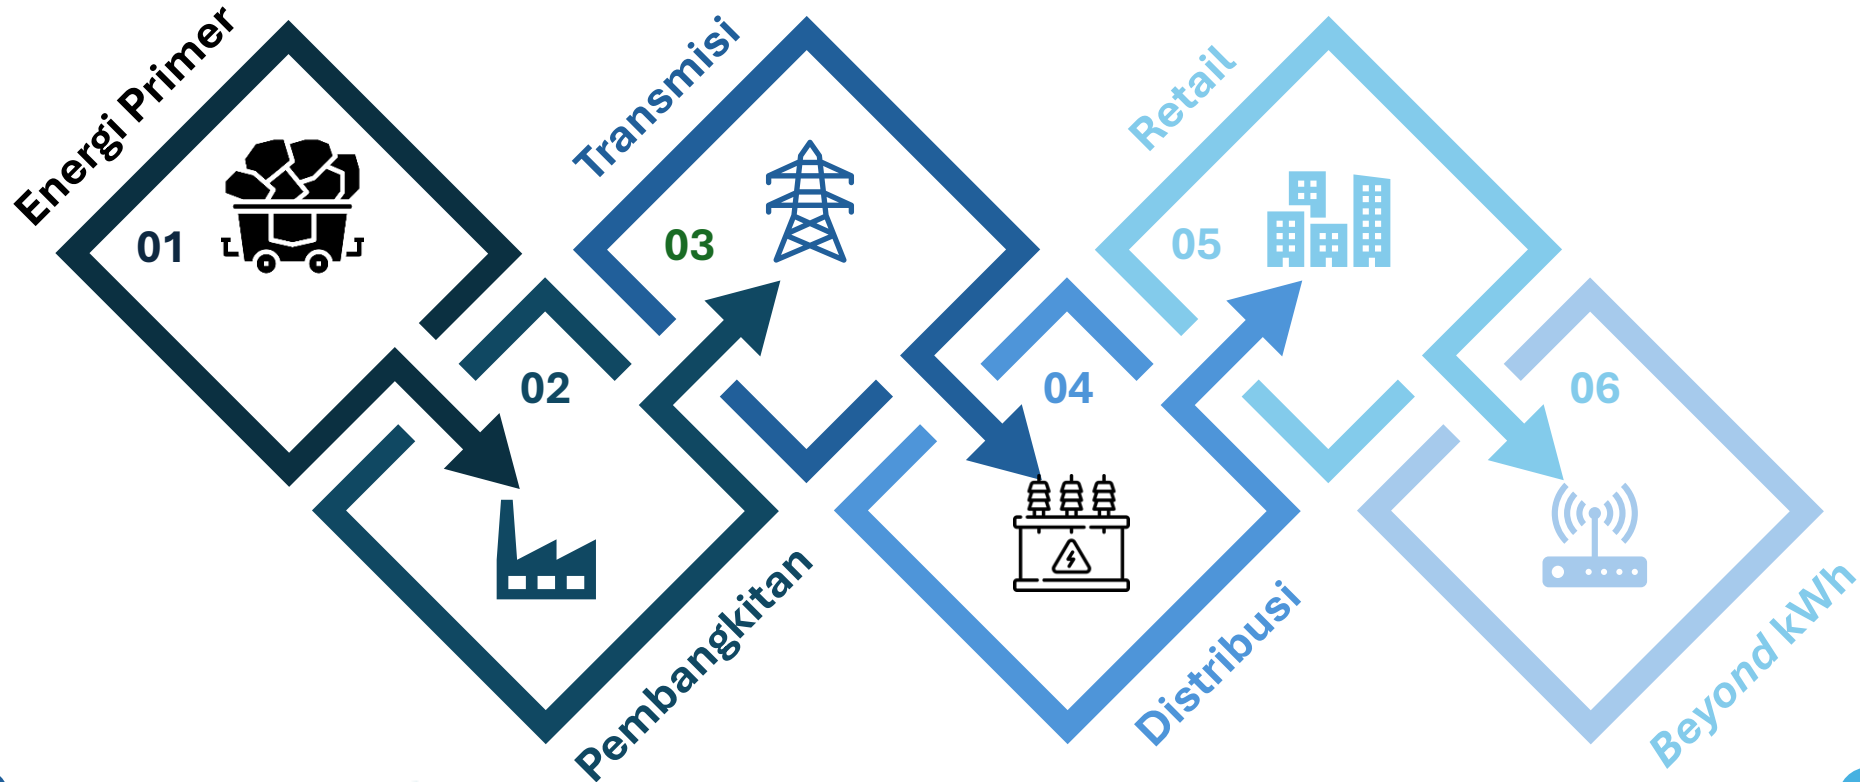 Energi Primer
01
02
Pembangkitan
Transmisi
03
04
Distribusi
Retail
05
06
Beyond kWh